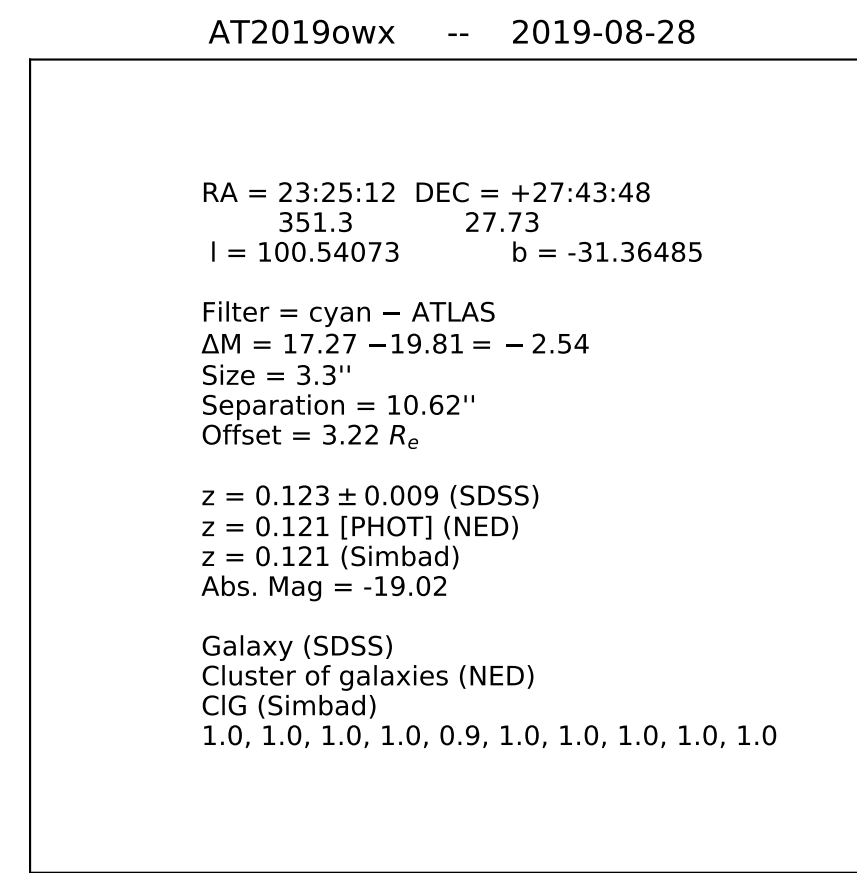 AT2019owx -- 2019-08-28
RA = 23:25:12 DEC = +27:43:48
351.3 27.73
l = 100.54073 b = -31.36485
Filter = cyan − ATLAS
ΔM = 17.27 −19.81 = − 2.54
Size = 3.3''
Separation = 10.62''
Offset = 3.22 Re
z = 0.123 ± 0.009 (SDSS)
z = 0.121 [PHOT] (NED)
z = 0.121 (Simbad)
Abs. Mag = -19.02
Galaxy (SDSS)
Cluster of galaxies (NED)
ClG (Simbad)
1.0, 1.0, 1.0, 1.0, 0.9, 1.0, 1.0, 1.0, 1.0, 1.0